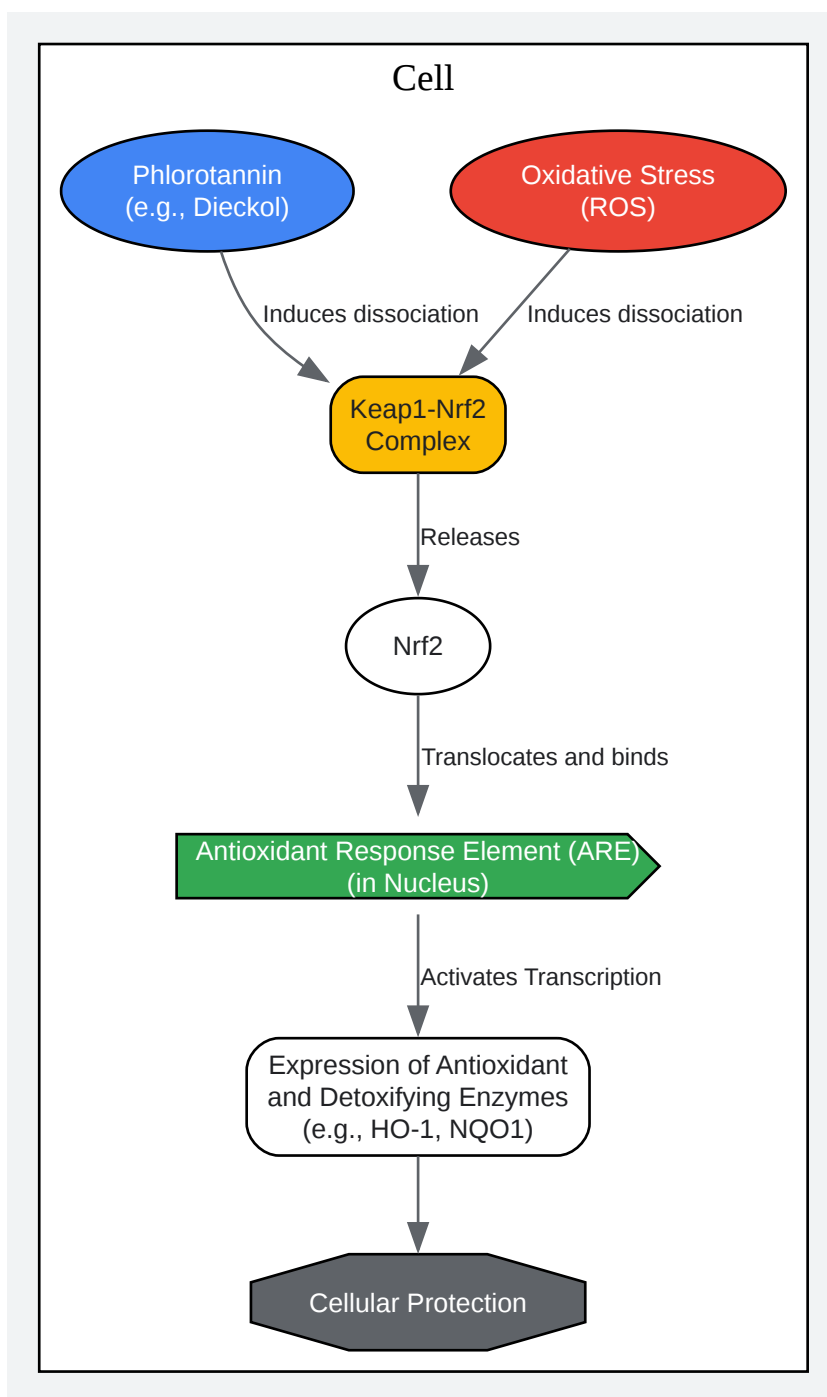 Cell
Phlorotannin
(e.g., Dieckol)
Oxidative Stress
(ROS)
Induces dissociation
Induces dissociation
Keap1-Nrf2
Complex
Releases
Nrf2
Translocates and binds
Antioxidant Response Element (ARE)
(in Nucleus)
Activates Transcription
Expression of Antioxidant
and Detoxifying Enzymes
(e.g., HO-1, NQO1)
Cellular Protection